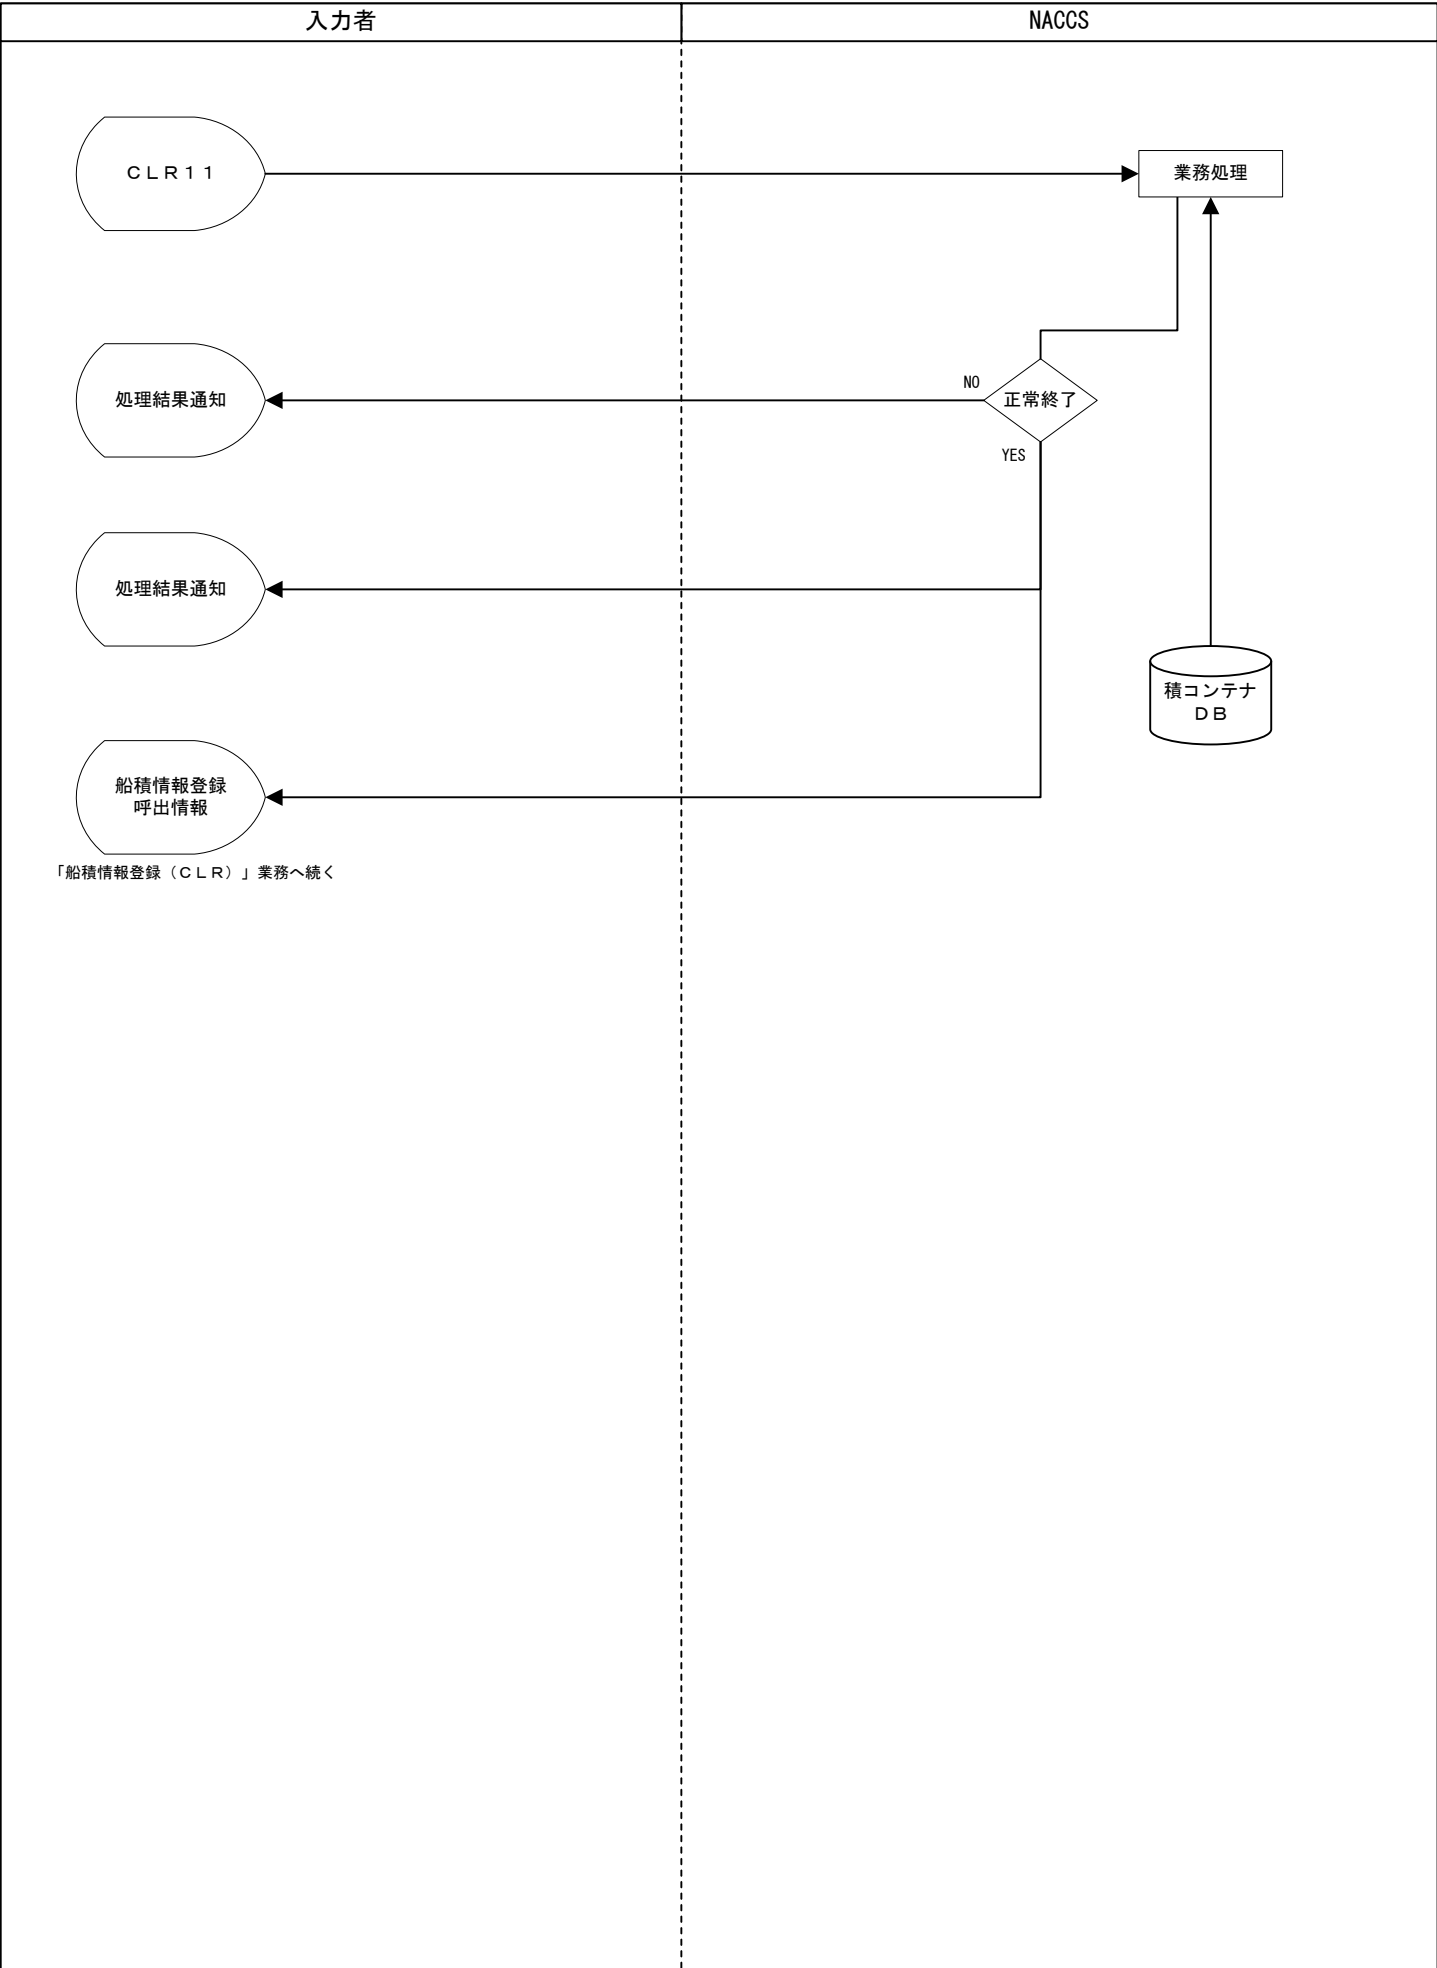 入力者
NACCS
ＣＬＲ１１
業務処理
処理結果通知
NO
正常終了
YES
処理結果通知
積コンテナ
ＤＢ
船積情報登録
呼出情報
「船積情報登録（ＣＬＲ）」業務へ続く